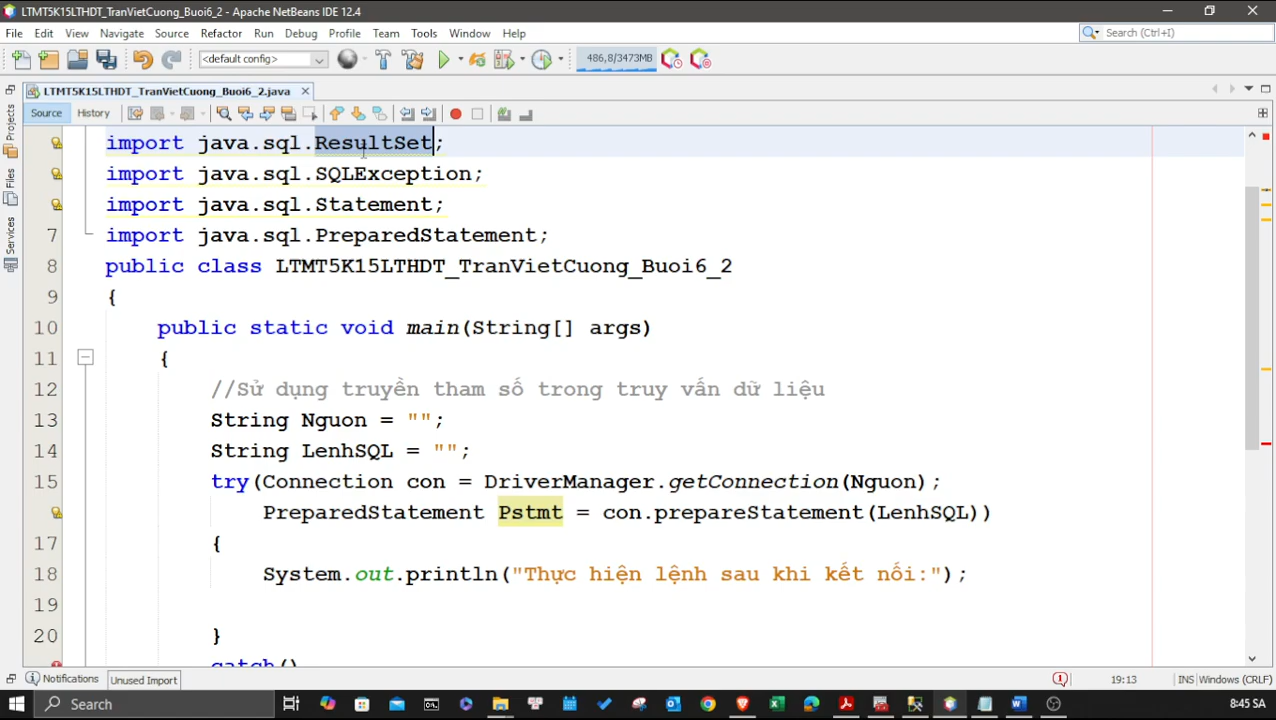 LTMT5K15LTHDT_TranVietCuong_Buoi6_2 - Apache NetBeans IDE 12.4
File Edit View Navigate Source Refactor Run Debug Profile Team Tools Window Help
Search (Ctrl+I)
<default config>
486,8/3473MB
LTMT5K15LTHDT_TranVietCuong_Buoi6_2.java
Source History
Projects
Files
Services
import java.sql.ResultSet;
import java.sql.SQLException;
import java.sql.Statement;
7 import java.sql.PreparedStatement;
8 public class LTMT5K15LTHDT_TranVietCuong_Buoi6_2
9 {
10 public static void main(String[] args)
11 {
12 //Sử dụng truyền tham số trong truy vấn dữ liệu
13 String Nguon = "";
14 String LenhSQL = "";
15 try(Connection con = DriverManager.getConnection(Nguon);
PreparedStatement Pstmt = con.prepareStatement(LenhSQL))
17 {
18 System.out.println("Thực hiện lệnh sau khi kết nối:");
19
20 }
catch()
Notifications Unused Import
19:13 INS Windows (CRLF)
Search
8:45 SA